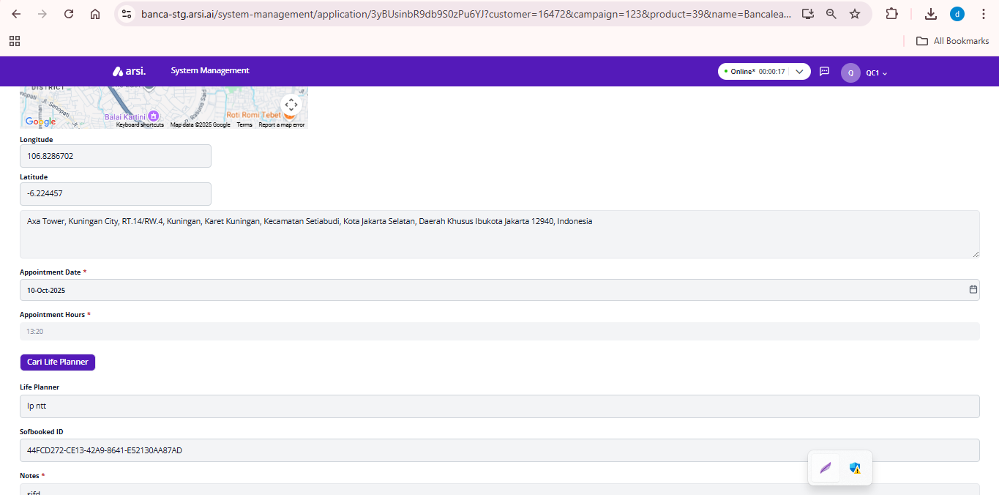 banca-stg.arsi.ai/system-management/application/3yBUsinbR9db9S0zPu6YJ?customer=16472&campaign=123&product=39&name=Bancalea...
d
All Bookmarks
arsi.
System Management
Online* 00:00:17
Q
QC1
DISTRICT
Jl. Senopati
Balai Kartini
Roti Romi Tebet
Google
Keyboard shortcuts
Map data ©2025 Google
Terms
Report a map error
Longitude
106.8286702
Latitude
-6.224457
Axa Tower, Kuningan City, RT.14/RW.4, Kuningan, Karet Kuningan, Kecamatan Setiabudi, Kota Jakarta Selatan, Daerah Khusus Ibukota Jakarta 12940, Indonesia
Appointment Date *
10-Oct-2025
Appointment Hours *
13:20
Cari Life Planner
Life Planner
lp ntt
Sofbooked ID
44FCD272-CE13-42A9-8641-E52130AA87AD
Notes *